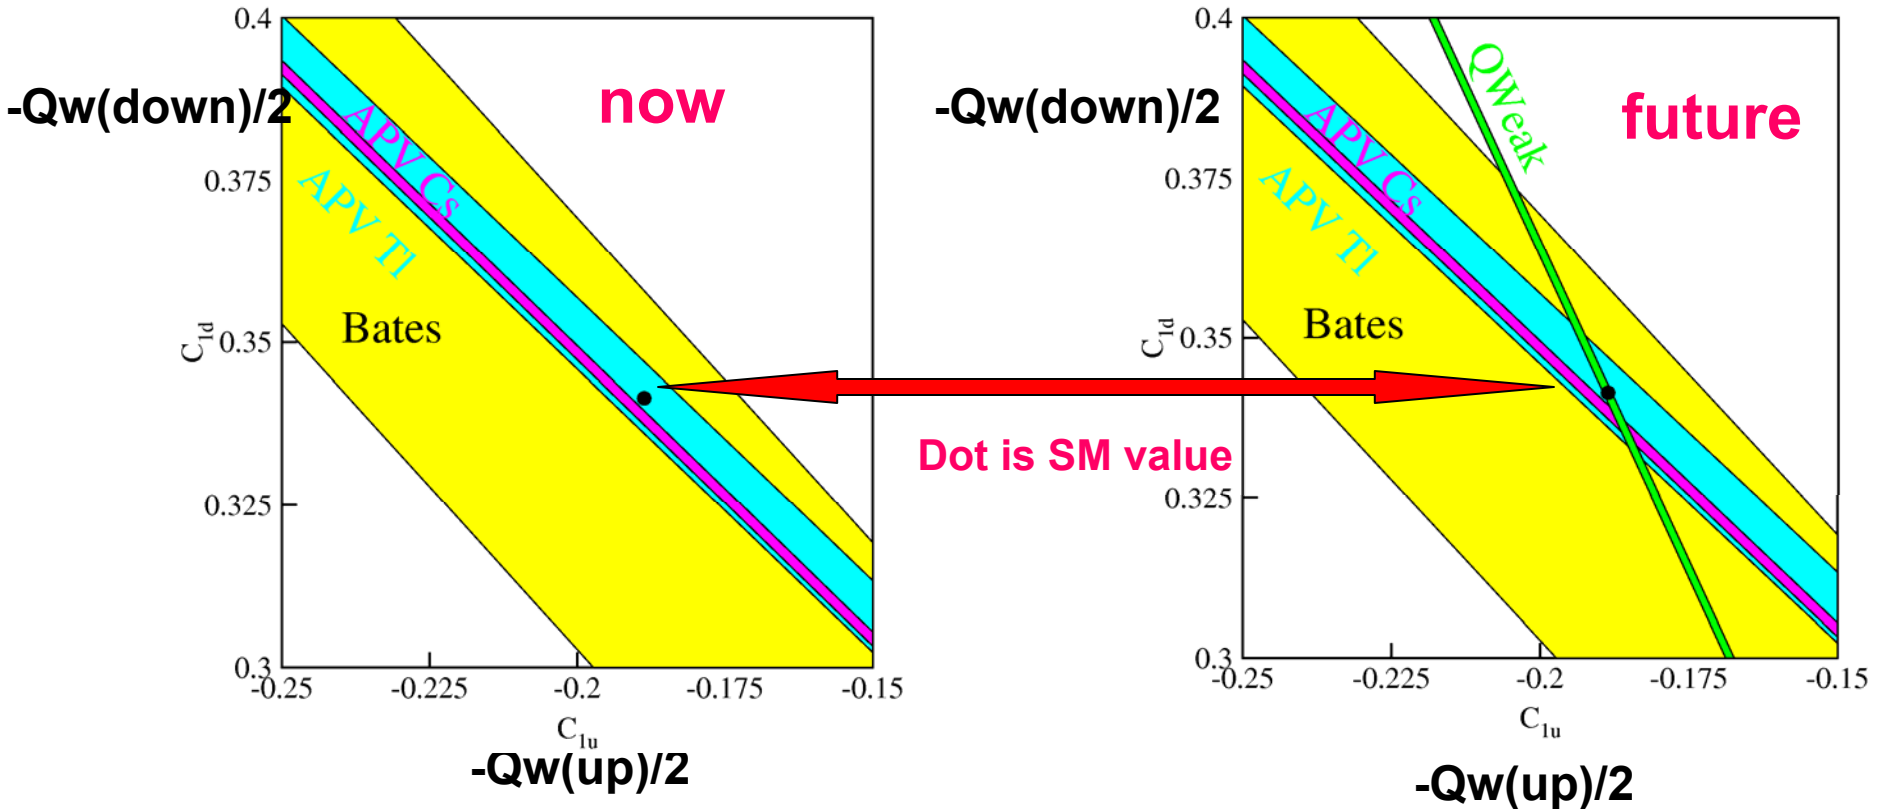 0.4
-Qw(down)/2
now
APV Cs
0.375
APV Tl
Bates
C1d
0.35
0.325
0.3
-0.25
-0.225
-0.2
-0.175
-0.15
C1u
-Qw(up)/2
Dot is SM value
0.4
-Qw(down)/2
QWeak
future
APV Cs
0.375
APV Tl
Bates
C1d
0.35
0.325
0.3
-0.25
-0.225
-0.2
-0.175
-0.15
C1u
-Qw(up)/2